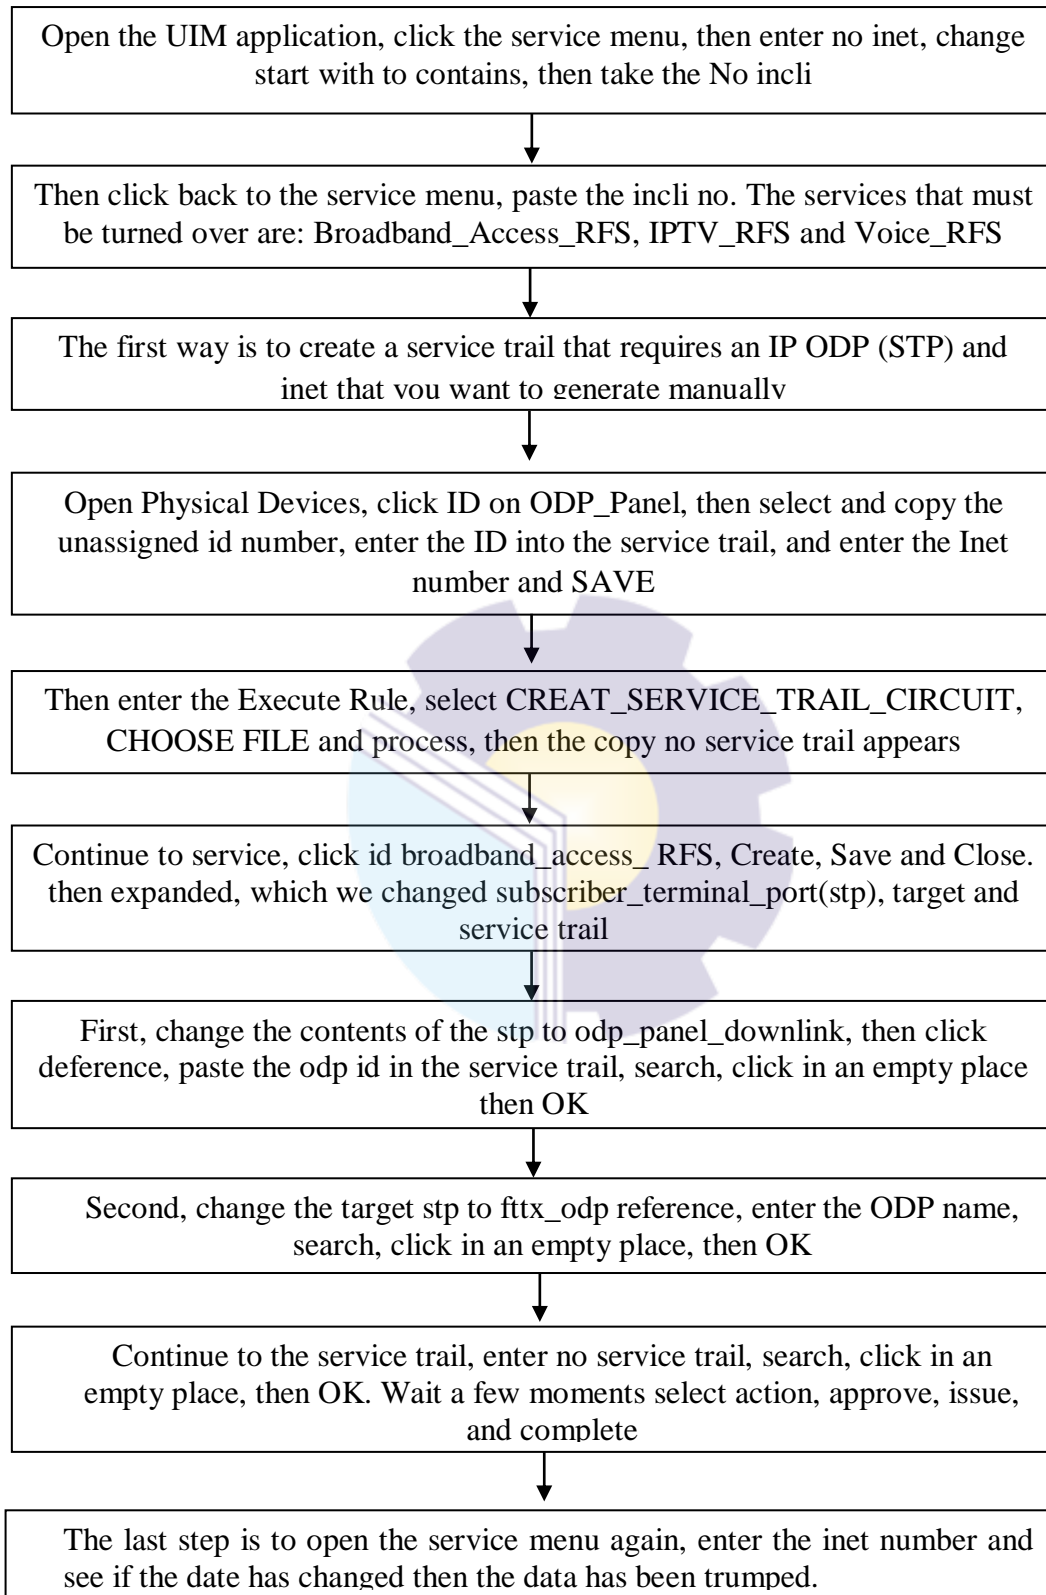 Open the UIM application, click the service menu, then enter no inet, change
start with to contains, then take the No incli
Then click back to the service menu, paste the incli no. The services that must
be turned over are: Broadband_Access_RFS, IPTV_RFS and Voice_RFS
The first way is to create a service trail that requires an IP ODP (STP) and
inet that you want to generate manually
Open Physical Devices, click ID on ODP_Panel, then select and copy the
unassigned id number, enter the ID into the service trail, and enter the Inet
number and SAVE
Then enter the Execute Rule, select CREAT_SERVICE_TRAIL_CIRCUIT,
CHOOSE FILE and process, then the copy no service trail appears
Continue to service, click id broadband_access_ RFS, Create, Save and Close.
then expanded, which we changed subscriber_terminal_port(stp), target and
service trail
First, change the contents of the stp to odp_panel_downlink, then click
deference, paste the odp id in the service trail, search, click in an empty place
then OK
Second, change the target stp to fttx_odp reference, enter the ODP name,
search, click in an empty place, then OK
Continue to the service trail, enter no service trail, search, click in an
empty place, then OK. Wait a few moments select action, approve, issue,
and complete
The last step is to open the service menu again, enter the inet number and
see if the date has changed then the data has been trumped.